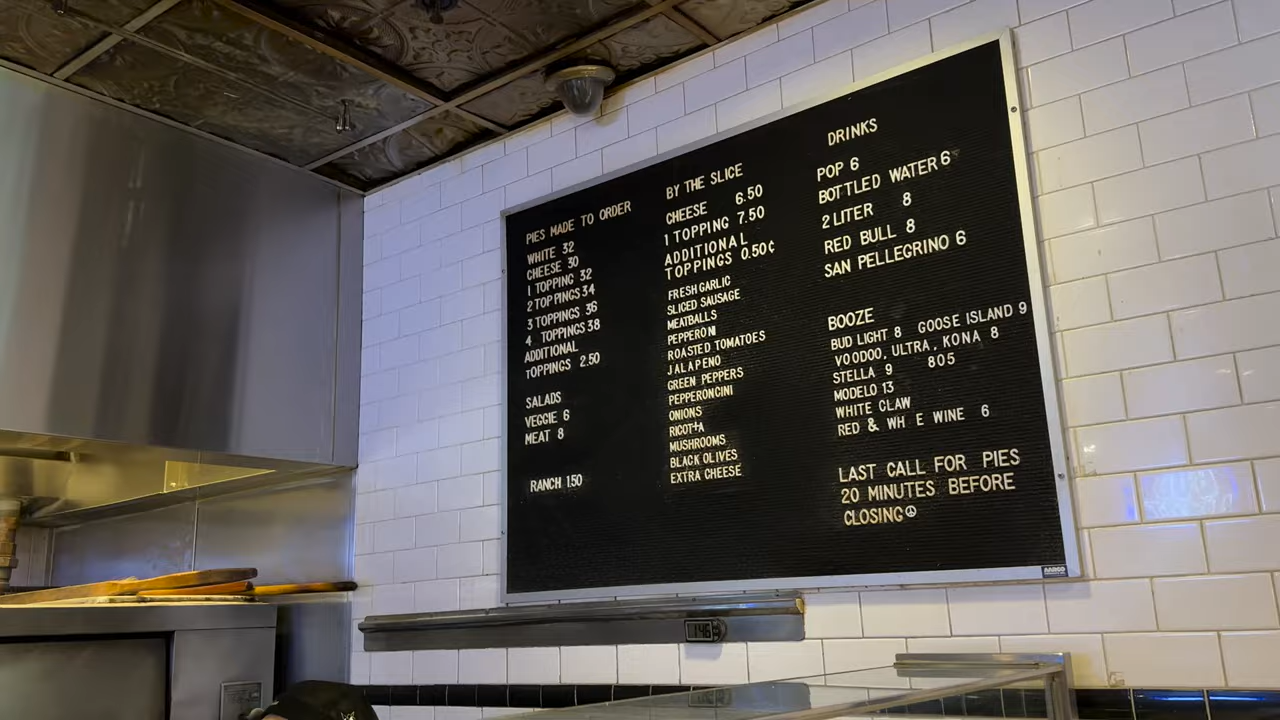 PIES MADE TO ORDER
WHITE 32
CHEESE 30
1 TOPPING 32
2 TOPPINGS 34
3 TOPPINGS 36
4 TOPPINGS 38
ADDITIONAL
TOPPINGS 2.50
SALADS
VEGGIE 6
MEAT 8
RANCH 1.50
BY THE SLICE
CHEESE 6.50
1 TOPPING 7.50
ADDITIONAL
TOPPINGS 0.50¢
FRESH GARLIC
SLICED SAUSAGE
MEATBALLS
PEPPERONI
ROASTED TOMATOES
JALAPENO
GREEN PEPPERS
PEPPERONCINI
ONIONS
RICOTTA
MUSHROOMS
BLACK OLIVES
EXTRA CHEESE
DRINKS
POP 6
BOTTLED WATER 6
2 LITER 8
RED BULL 8
SAN PELLEGRINO 6
BOOZE
BUD LIGHT 8 GOOSE ISLAND 9
VOODOO, ULTRA, KONA 8
STELLA 9 805
MODELO 13
WHITE CLAW
RED & WH E WINE 6
LAST CALL FOR PIES
20 MINUTES BEFORE
CLOSING☮
AARCO
146